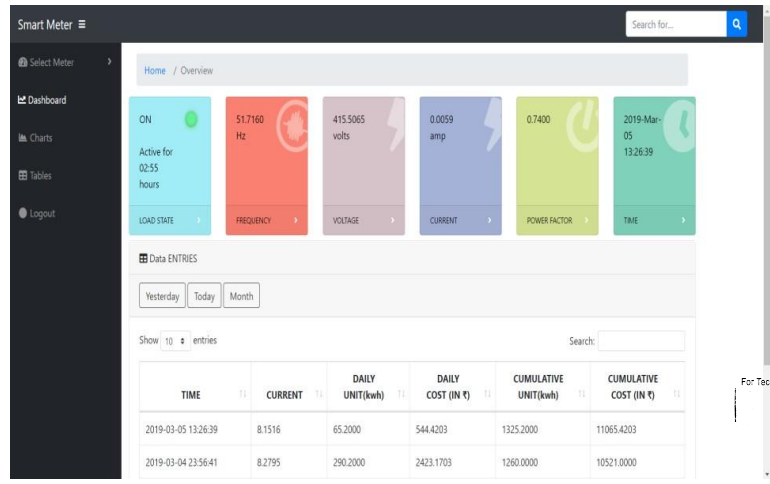 Smart Meter
Search for...
Select Meter
Home / Overview
Dashboard
Charts
Tables
Logout
ON
Active for
02:55
hours
LOAD STATE
51.7160
Hz
FREQUENCY
415.5065
volts
VOLTAGE
0.0059
amp
CURRENT
0.7400
POWER FACTOR
2019-Mar-
05
13:26:39
TIME
Data ENTRIES
Yesterday Today Month
Show 10 entries
Search:
TIME CURRENT DAILY UNIT(kwh) DAILY COST (IN ₹) CUMULATIVE UNIT(kwh) CUMULATIVE COST (IN ₹)
2019-03-05 13:26:39 8.1516 65.2000 544.4203 1325.2000 11065.4203
2019-03-04 23:56:41 8.2795 290.2000 2423.1703 1260.0000 10521.0000
For Tec